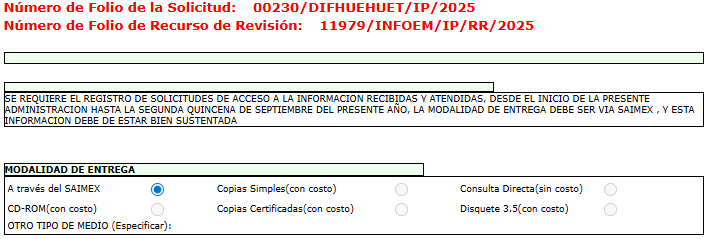 Número de Folio de la Solicitud: 00230/DIFHUEHUET/IP/2025
Número de Folio de Recurso de Revisión: 11979/INFOEM/IP/RR/2025
SE REQUIERE EL REGISTRO DE SOLICITUDES DE ACCESO A LA INFORMACION RECIBIDAS Y ATENDIDAS, DESDE EL INICIO DE LA PRESENTE
ADMINISTRACION HASTA LA SEGUNDA QUINCENA DE SEPTIEMBRE DEL PRESENTE AÑO, LA MODALIDAD DE ENTREGA DEBE SER VIA SAIMEX , Y ESTA
INFORMACION DEBE DE ESTAR BIEN SUSTENTADA
MODALIDAD DE ENTREGA
A través del SAIMEX Copias Simples(con costo) Consulta Directa(sin costo)
CD-ROM(con costo) Copias Certificadas(con costo) Disquete 3.5(con costo)
OTRO TIPO DE MEDIO (Especificar):